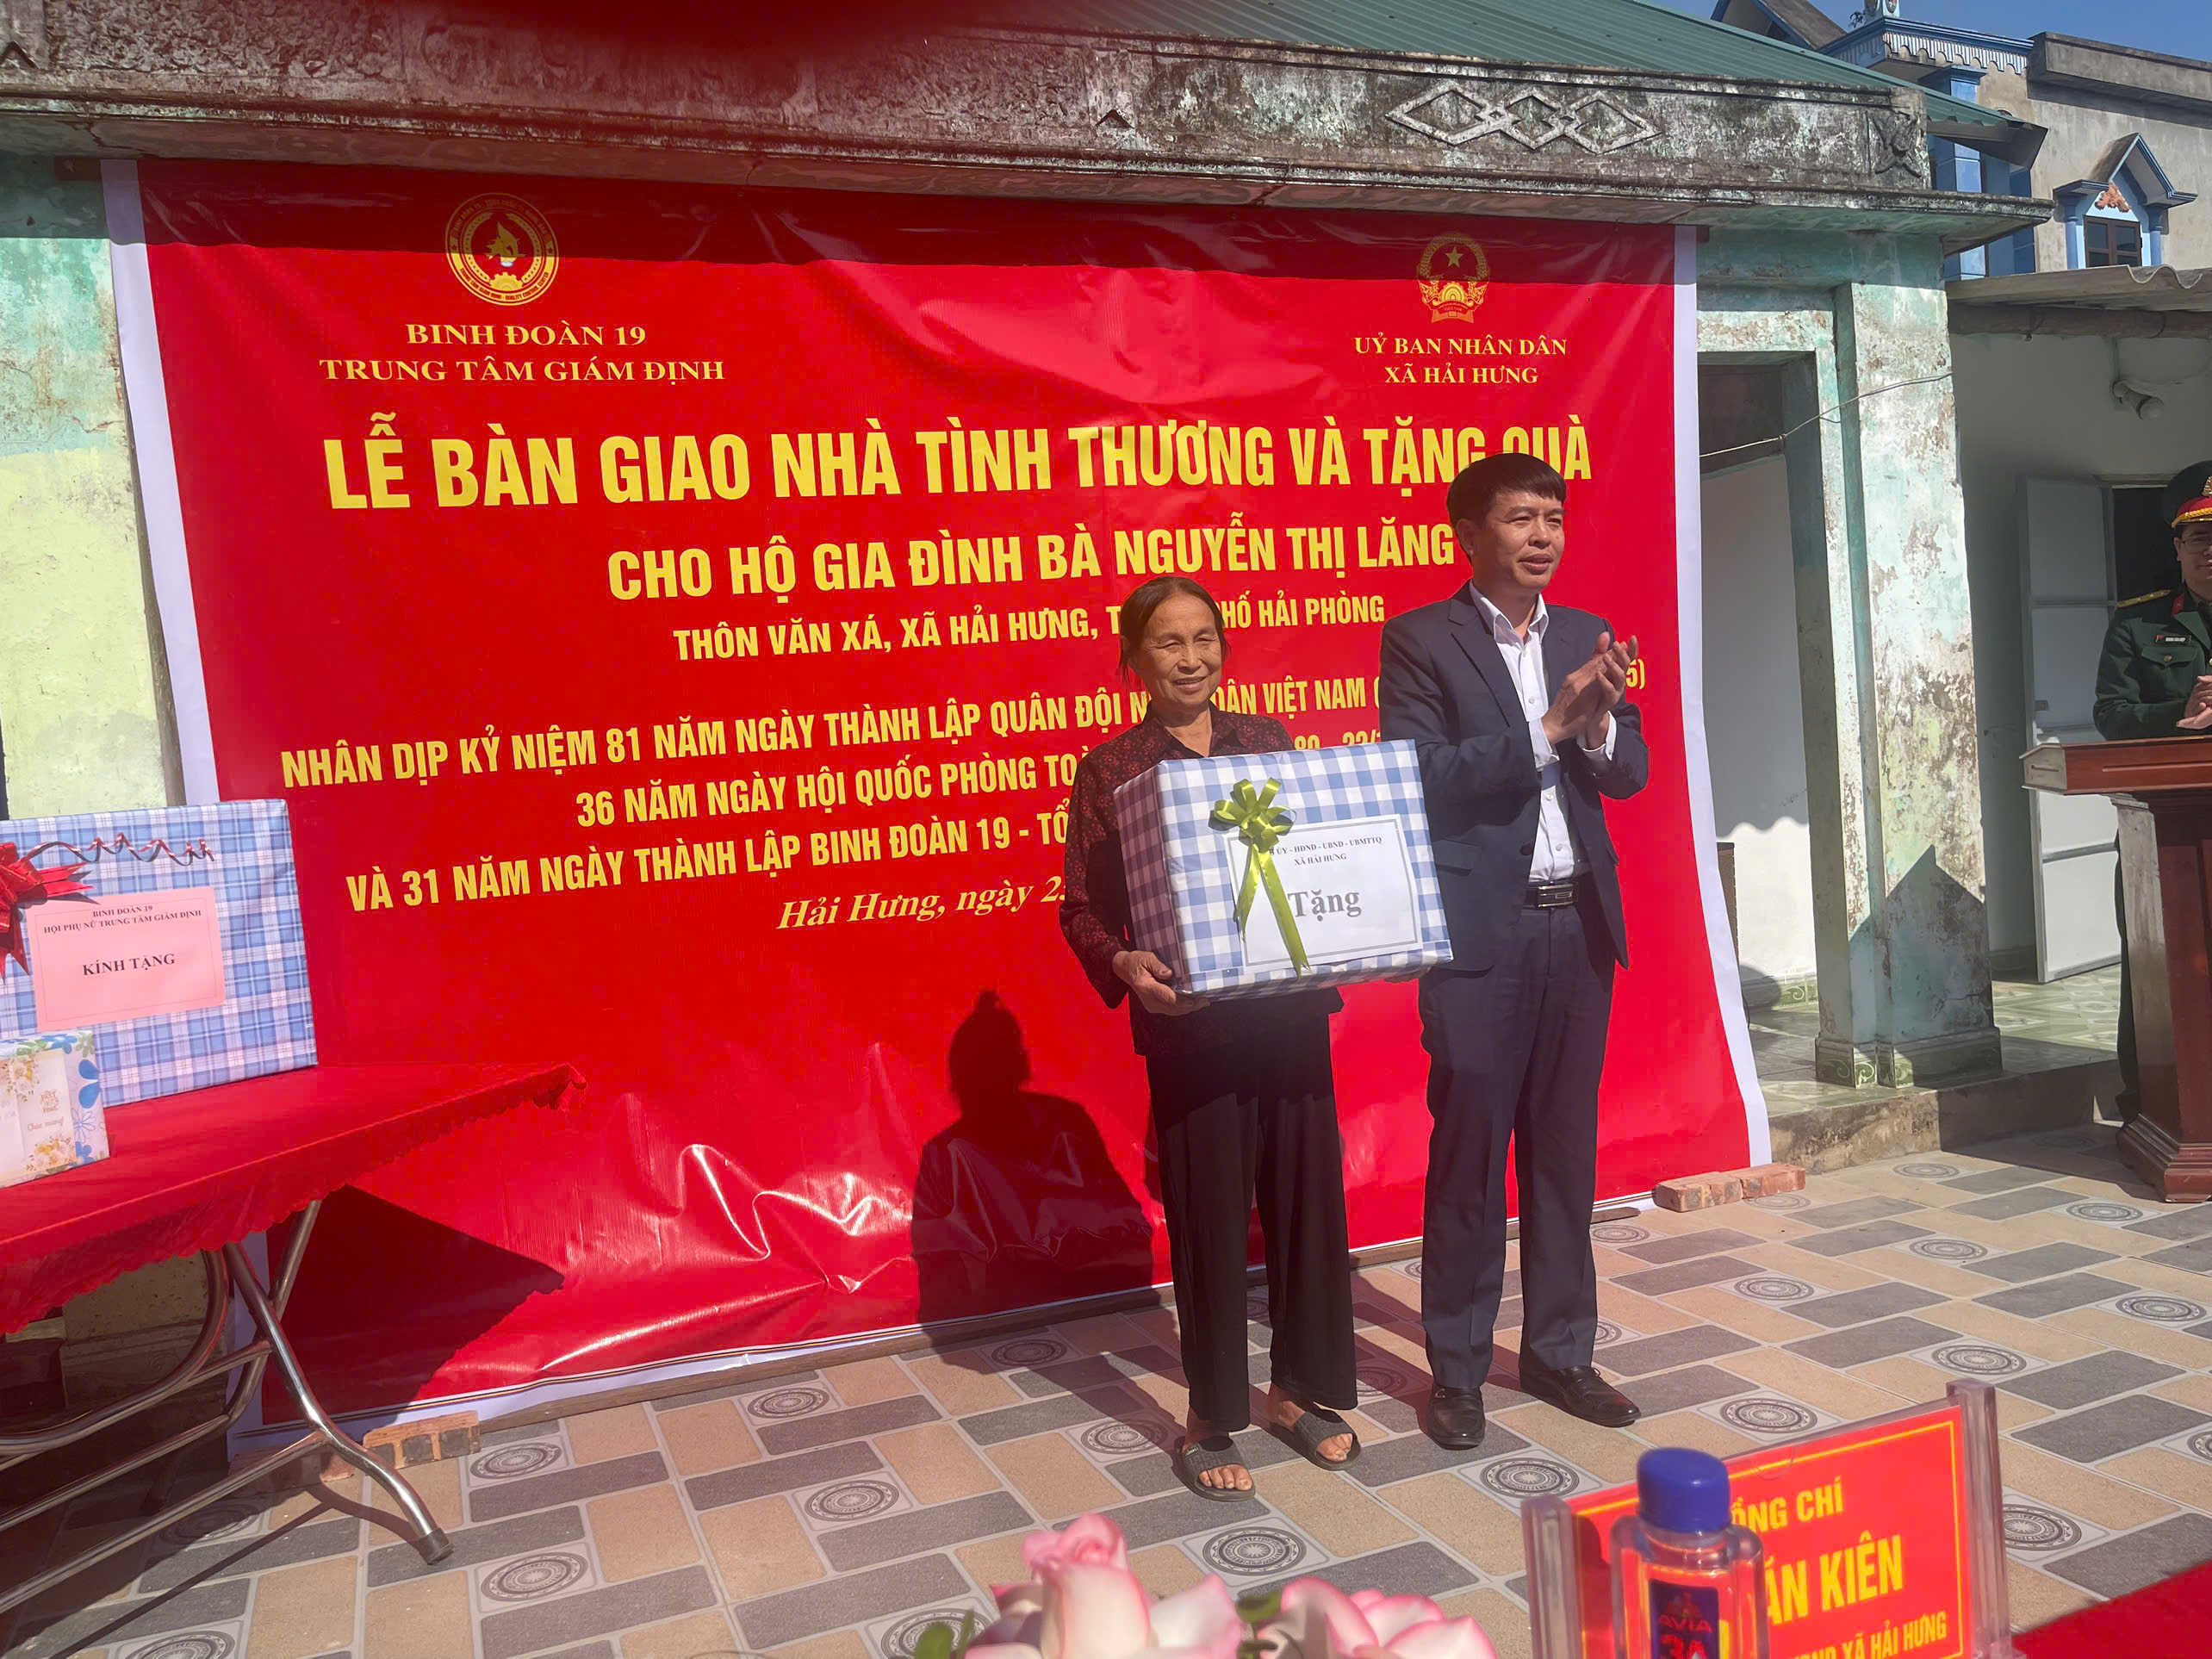 BINH ĐOÀN 19
TRUNG TÂM GIÁM ĐỊNH
UỶ BAN NHÂN DÂN
XÃ HẢI HƯNG
LỄ BÀN GIAO NHÀ TÌNH THƯƠNG VÀ TẶNG QUÀ
CHO HỘ GIA ĐÌNH BÀ NGUYỄN THỊ LĂNG
THÔN VĂN XÁ, XÃ HẢI HƯNG, PHỐ HẢI PHÒNG
NHÂN DỊP KỶ NIỆM 81 NĂM NGÀY THÀNH LẬP QUÂN ĐỘI DÂN VIỆT NAM
36 NĂM NGÀY HỘI QUỐC PHÒNG
VÀ 31 NĂM NGÀY THÀNH LẬP BINH ĐOÀN 19 -
Hải Hưng, ngày
BINH ĐOÀN 19
HỘI PHỤ NỮ TRUNG TÂM GIÁM ĐỊNH
KÍNH TẶNG
ỦY - HĐND - UBND - UBMTTQ
XÃ HẢI HƯNG
Tặng
CHÍ
KIÊN
XÃ HẢI HƯNG
AVIA